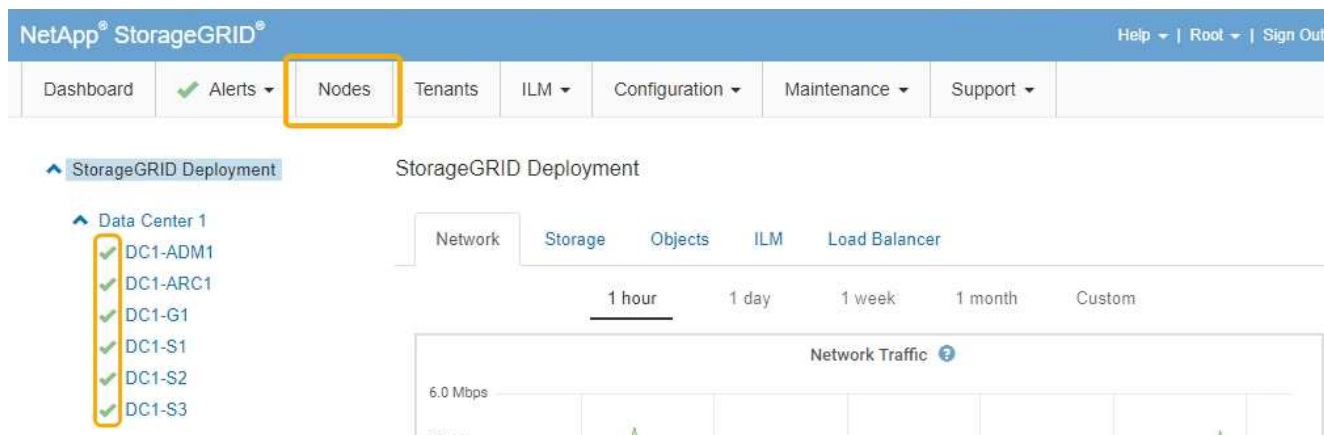 NetApp® StorageGRID®
Help | Root | Sign Out
Dashboard Alerts Nodes Tenants ILM Configuration Maintenance Support
StorageGRID Deployment
Data Center 1
DC1-ADM1
DC1-ARC1
DC1-G1
DC1-S1
DC1-S2
DC1-S3
StorageGRID Deployment
Network Storage Objects ILM Load Balancer
1 hour 1 day 1 week 1 month Custom
Network Traffic
6.0 Mbps